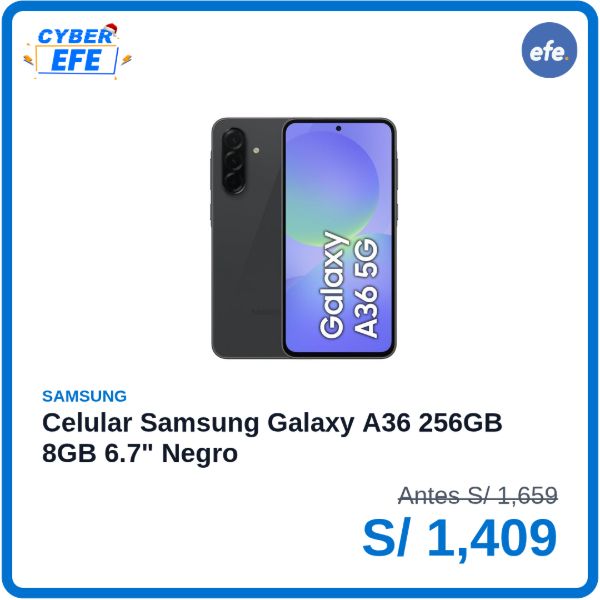 CYBER
EFE
efe.
Galaxy
A36 5G
SAMSUNG
Celular Samsung Galaxy A36 256GB
8GB 6.7" Negro
Antes S/ 1,659
S/ 1,409